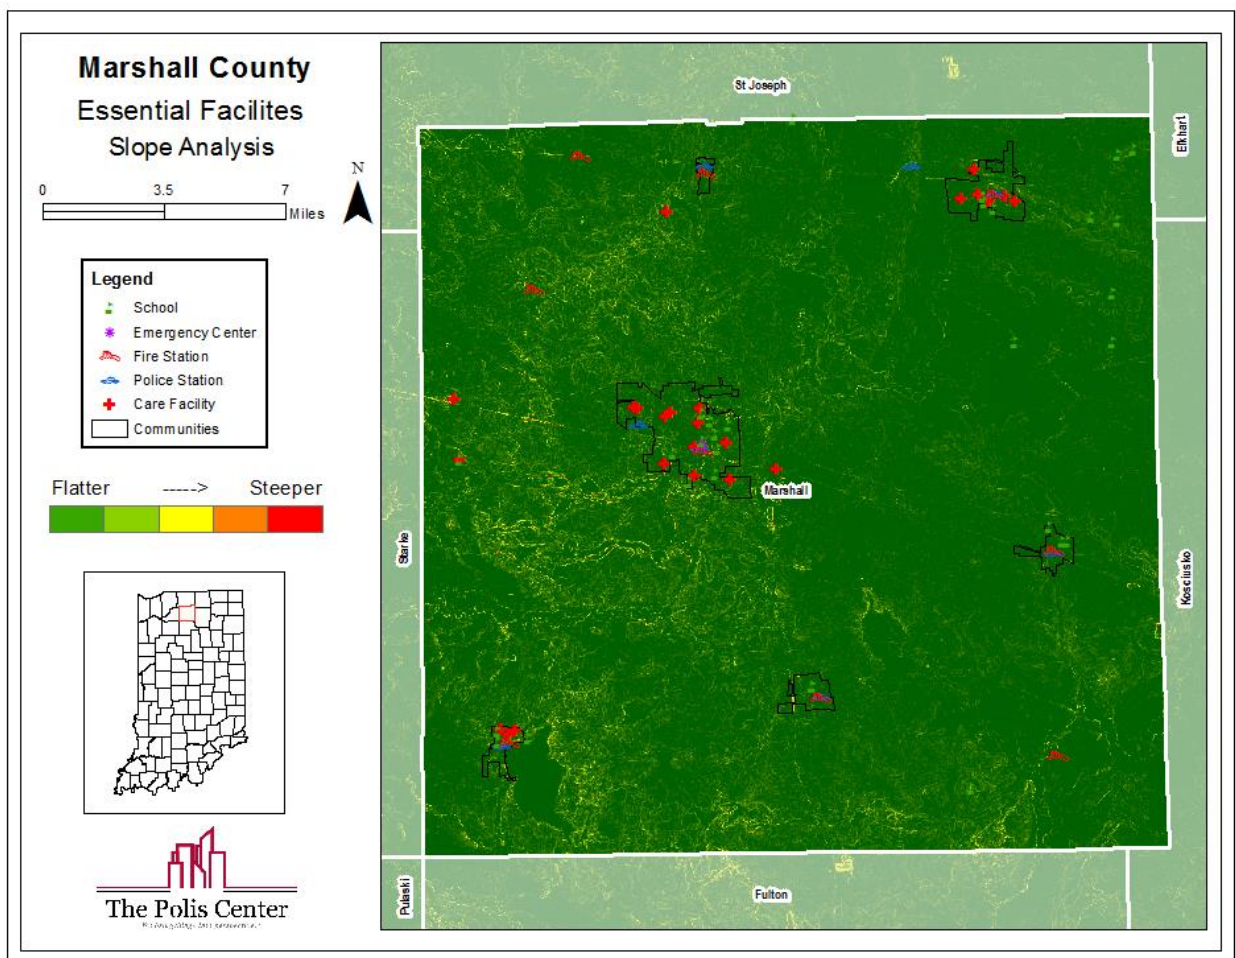 Marshall County
Essential Facilites
Slope Analysis
N
0 3.5 7
Miles
Legend
School
Emergency Center
Fire Station
Police Station
Care Facility
Communities
Flatter -----> Steeper
The Polis Center
St Joseph
Elkhart
Marshall
Starke
Kosciusko
Pulaski
Fulton